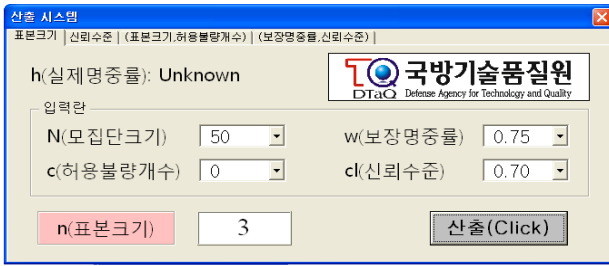 산출 시스템
표본크기 | 신뢰수준 | (표본크기,허용불량개수) | (보장명중률,신뢰수준) |
h(실제명중률): Unknown
DTaQ 국방기술품질원
Defense Agency for Technology and Quality
입력란
N(모집단크기) 50 w(보장명중률) 0.75
c(허용불량개수) 0 cl(신뢰수준) 0.70
n(표본크기) 3 산출(Click)